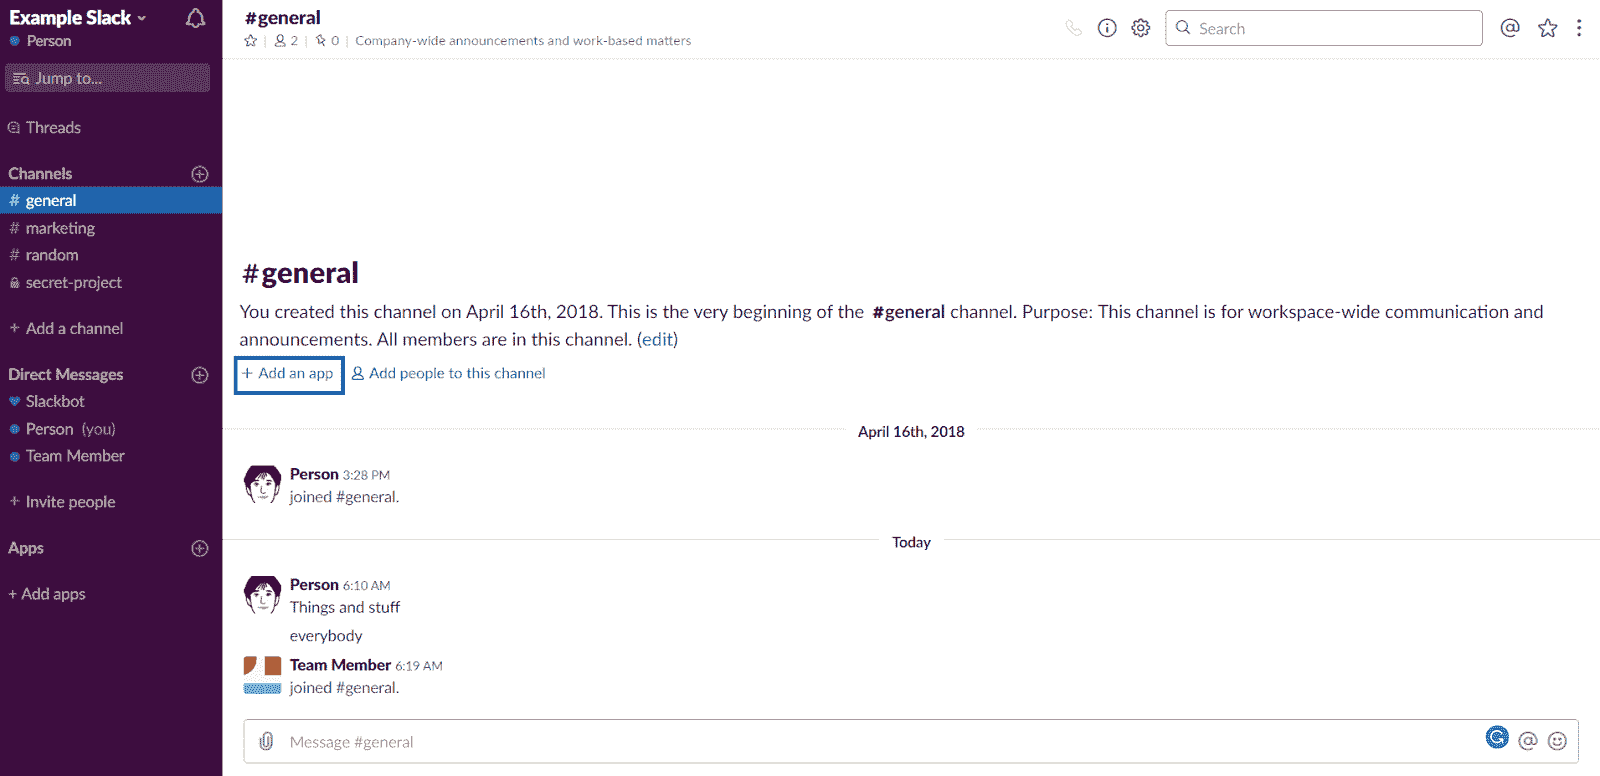 Example Slack
Person
Jump to...
Threads
Channels
# general
# marketing
# random
secret-project
+ Add a channel
Direct Messages
Slackbot
Person (you)
Team Member
+ Invite people
Apps
+ Add apps
#general
2 | 0 | Company-wide announcements and work-based matters
Search
#general
You created this channel on April 16th, 2018. This is the very beginning of the #general channel. Purpose: This channel is for workspace-wide communication and
announcements. All members are in this channel. (edit)
+ Add an app Add people to this channel
April 16th, 2018
Person 3:28 PM
joined #general.
Today
Person 6:10 AM
Things and stuff
everybody
Team Member 6:19 AM
joined #general.
Message #general